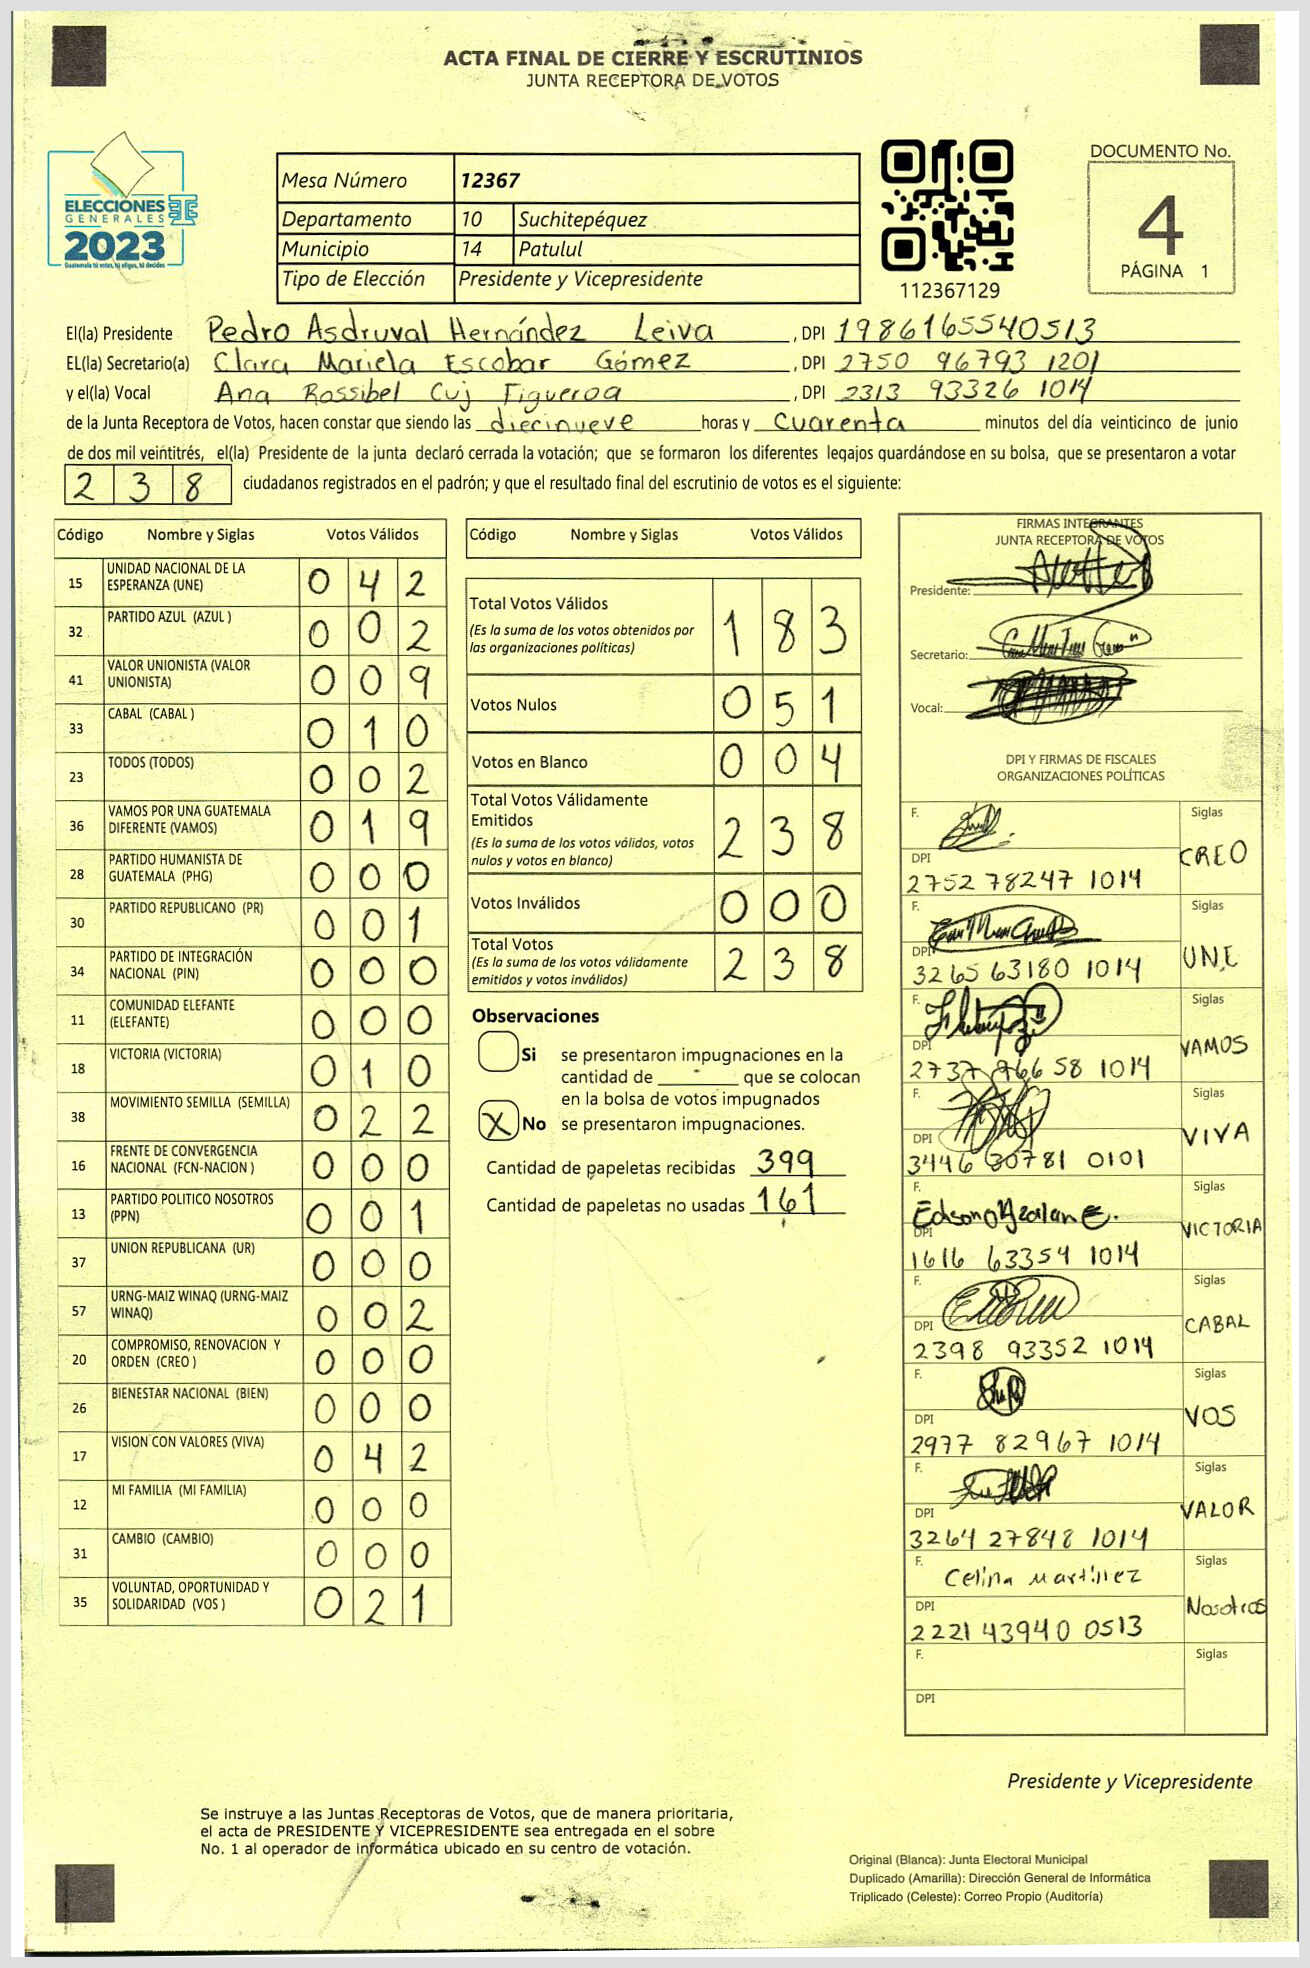 ACTA FINAL DE CIERRE Y ESCRUTINIOS
JUNTA RECEPTORA DE VOTOS
ELECCIONES
GENERALES
2023
Guatemala tú votas, tú eliges, tú decides
Mesa Número 12367
Departamento 10 Suchitepéquez
Municipio 14 Patulul
Tipo de Elección Presidente y Vicepresidente
112367129
DOCUMENTO No.
4
PÁGINA 1
El(la) Presidente Pedro Asdruval Hernández Leiva, DPI 1986165540513
EL(la) Secretario(a) Clara Mariela Escobar Gómez, DPI 2750 96793 1201
y el(la) Vocal Ana Rossibel Cuj Figueroa, DPI 2313 93326 1014
de la Junta Receptora de Votos, hacen constar que siendo las diecinueve horas y cuarenta minutos del día veinticinco de junio
de dos mil veintitrés, el(la) Presidente de la junta declaró cerrada la votación; que se formaron los diferentes legajos guardándose en su bolsa, que se presentaron a votar
238 ciudadanos registrados en el padrón; y que el resultado final del escrutinio de votos es el siguiente:
Código Nombre y Siglas Votos Válidos
15 UNIDAD NACIONAL DE LA
ESPERANZA (UNE) 0 4 2
32 PARTIDO AZUL (AZUL ) 0 0 2
41 VALOR UNIONISTA (VALOR
UNIONISTA) 0 0 9
33 CABAL (CABAL ) 0 1 0
23 TODOS (TODOS) 0 0 2
36 VAMOS POR UNA GUATEMALA
DIFERENTE (VAMOS) 0 1 9
28 PARTIDO HUMANISTA DE
GUATEMALA (PHG) 0 0 0
30 PARTIDO REPUBLICANO (PR) 0 0 1
34 PARTIDO DE INTEGRACIÓN
NACIONAL (PIN) 0 0 0
11 COMUNIDAD ELEFANTE
(ELEFANTE) 0 0 0
18 VICTORIA (VICTORIA) 0 1 0
38 MOVIMIENTO SEMILLA (SEMILLA) 0 2 2
16 FRENTE DE CONVERGENCIA
NACIONAL (FCN-NACION ) 0 0 0
13 PARTIDO POLITICO NOSOTROS
(PPN) 0 0 1
37 UNION REPUBLICANA (UR) 0 0 0
57 URNG-MAIZ WINAQ (URNG-MAIZ
WINAQ) 0 0 2
20 COMPROMISO, RENOVACION Y
ORDEN (CREO ) 0 0 0
26 BIENESTAR NACIONAL (BIEN) 0 0 0
17 VISION CON VALORES (VIVA) 0 4 2
12 MI FAMILIA (MI FAMILIA) 0 0 0
31 CAMBIO (CAMBIO) 0 0 0
35 VOLUNTAD, OPORTUNIDAD Y
SOLIDARIDAD (VOS ) 0 2 1
Código Nombre y Siglas Votos Válidos
Total Votos Válidos 1 8 3
(Es la suma de los votos obtenidos por
las organizaciones políticas)
Votos Nulos 0 5 1
Votos en Blanco 0 0 4
Total Votos Válidamente
Emitidos 2 3 8
(Es la suma de los votos válidos, votos
nulos y votos en blanco)
Votos Inválidos 0 0 0
Total Votos 2 3 8
(Es la suma de los votos válidamente
emitidos y votos inválidos)
Observaciones
Si se presentaron impugnaciones en la
cantidad de - que se colocan
en la bolsa de votos impugnados
X No se presentaron impugnaciones.
Cantidad de papeletas recibidas 399
Cantidad de papeletas no usadas 161
FIRMAS INTEGRANTES
JUNTA RECEPTORA DE VOTOS
Presidente:
Secretario:
Vocal:
DPI Y FIRMAS DE FISCALES
ORGANIZACIONES POLÍTICAS
F. Siglas
CREO
DPI
2752 78247 1014
F. Siglas
UNE
DPI
3265 63180 1014
F. Siglas
VAMOS
DPI
2737 96658 1014
F. Siglas
VIVA
DPI
3446 80781 0101
F. Siglas
VICTORIA
DPI
1616 63354 1014
F. Siglas
CABAL
DPI
2398 93352 1014
F. Siglas
VOS
DPI
2977 82967 1014
F. Siglas
VALOR
DPI
3264 27848 1014
F. Celina Martínez Siglas
Nosotros
DPI
2221 43940 0513
F. Siglas
DPI
Presidente y Vicepresidente
Se instruye a las Juntas Receptoras de Votos, que de manera prioritaria,
el acta de PRESIDENTE Y VICEPRESIDENTE sea entregada en el sobre
No. 1 al operador de informática ubicado en su centro de votación.
Original (Blanca): Junta Electoral Municipal
Duplicado (Amarilla): Dirección General de Informática
Triplicado (Celeste): Correo Propio (Auditoría)